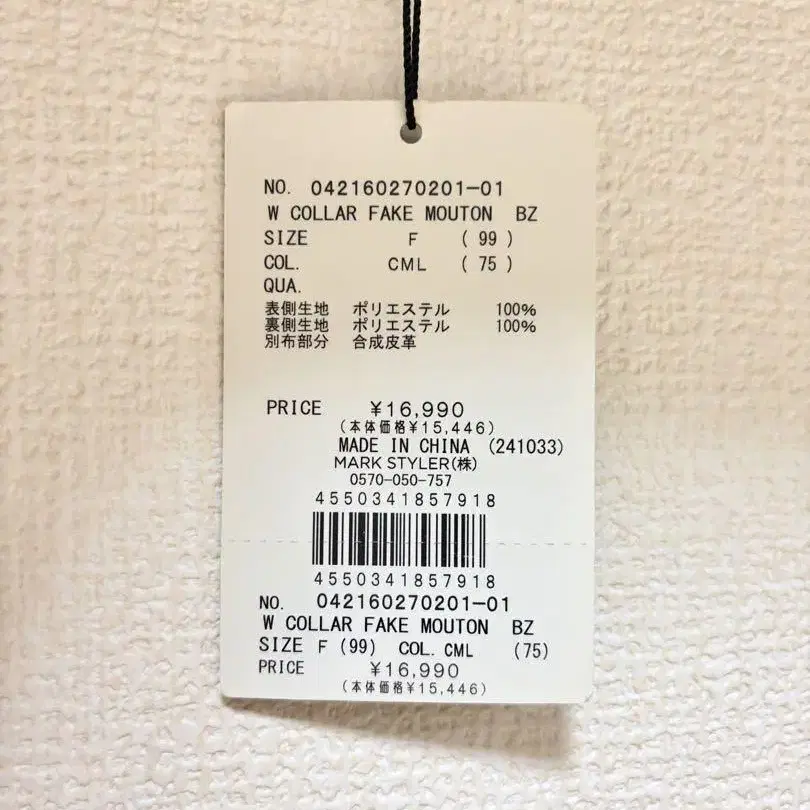 NO. 042160270201-01
W COLLAR FAKE MOUTON BZ
SIZE F (99)
COL. CML (75)
QUA.
表側生地 ポリエステル 100%
裏側生地 ポリエステル 100%
別布部分 合成皮革
PRICE ¥16,990
(本体価格¥15,446)
MADE IN CHINA (241033)
MARK STYLER(株)
0570-050-757
4550341857918
4550341857918
NO. 042160270201-01
W COLLAR FAKE MOUTON BZ
SIZE F (99) COL. CML (75)
PRICE ¥16,990
(本体価格¥15,446)